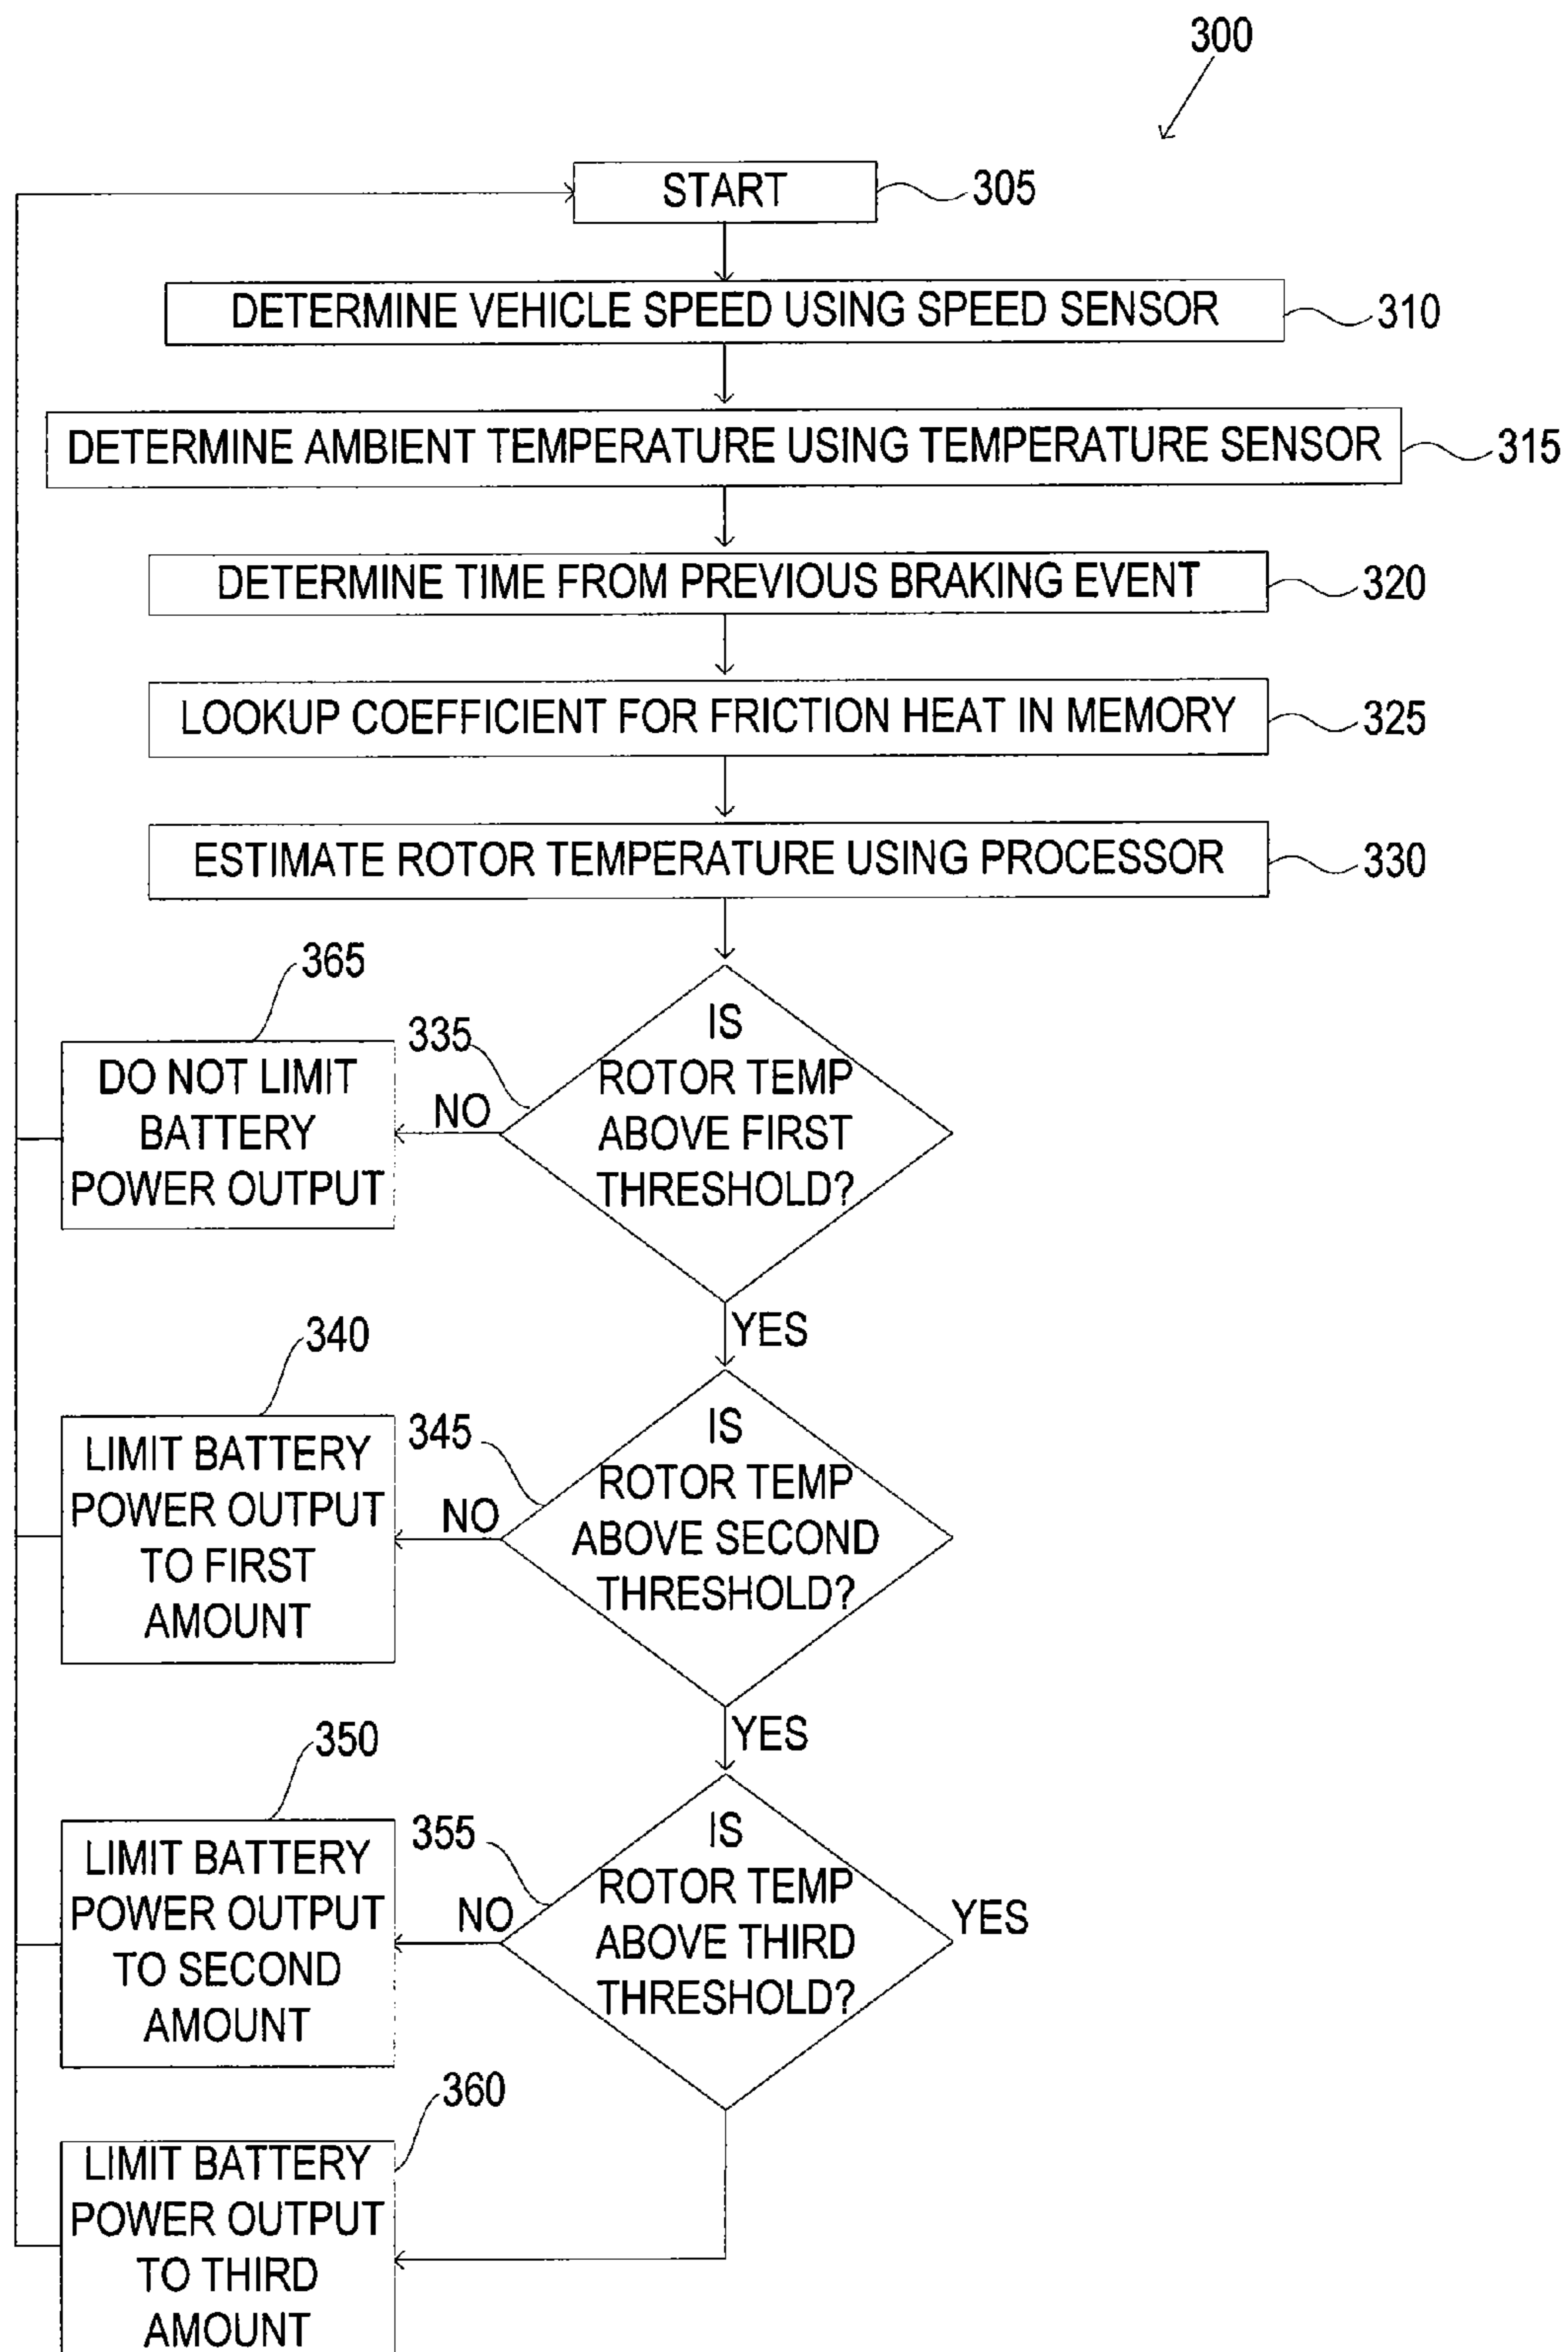 300
START
305
DETERMINE VEHICLE SPEED USING SPEED SENSOR
310
DETERMINE AMBIENT TEMPERATURE USING TEMPERATURE SENSOR
315
DETERMINE TIME FROM PREVIOUS BRAKING EVENT
320
LOOKUP COEFFICIENT FOR FRICTION HEAT IN MEMORY
325
ESTIMATE ROTOR TEMPERATURE USING PROCESSOR
330
365
DO NOT LIMIT
BATTERY
POWER OUTPUT
335
NO
IS
ROTOR TEMP
ABOVE FIRST
THRESHOLD?
YES
340
LIMIT BATTERY
POWER OUTPUT
TO FIRST
AMOUNT
345
NO
IS
ROTOR TEMP
ABOVE SECOND
THRESHOLD?
YES
350
LIMIT BATTERY
POWER OUTPUT
TO SECOND
AMOUNT
355
NO
IS
ROTOR TEMP
ABOVE THIRD
THRESHOLD?
YES
360
LIMIT BATTERY
POWER OUTPUT
TO THIRD
AMOUNT